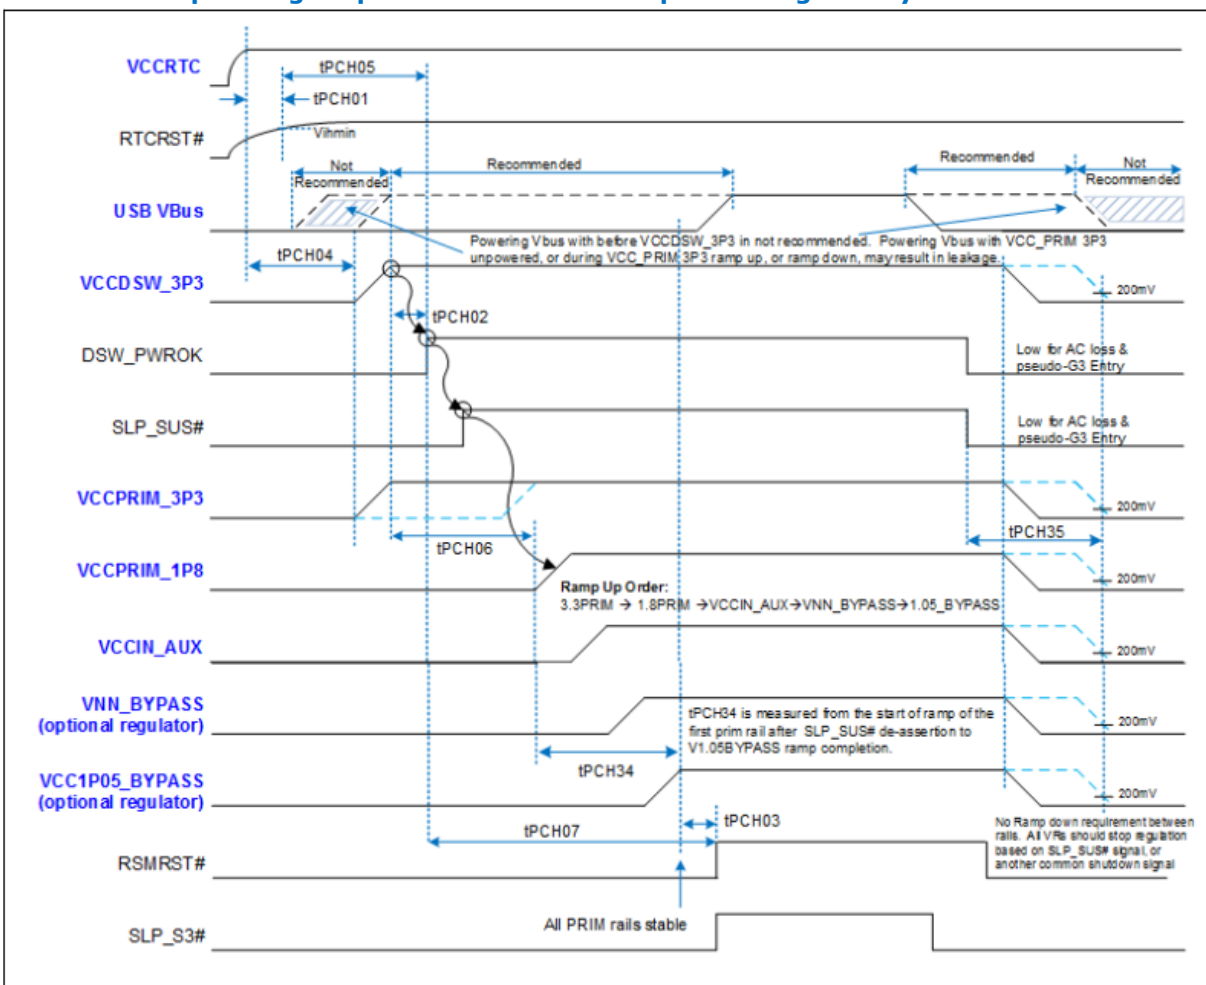 VCCRTC
tPCH05
tPCH01
RTCRST#
Vihmin
Not
Recommended
Recommended
Recommended
Not
Recommended
USB VBus
Powering Vbus with before VCCDSW_3P3 in not recommended. Powering Vbus with VCC_PRIM 3P3
unpowered, or during VCC_PRIM 3P3 ramp up, or ramp down, may result in leakage.
tPCH04
VCCDSW_3P3
200mV
tPCH02
DSW_PWROK
Low for AC loss &
pseudo-G3 Entry
SLP_SUS#
Low for AC loss &
pseudo-G3 Entry
VCCPRIM_3P3
200mV
tPCH35
tPCH06
VCCPRIM_1P8
200mV
Ramp Up Order:
3.3PRIM → 1.8PRIM →VCCIN_AUX→VNN_BYPASS→1.05_BYPASS
VCCIN_AUX
200mV
VNN_BYPASS
(optional regulator)
tPCH34 is measured from the start of ramp of the
first prim rail after SLP_SUS# de-assertion to
V1.05BYPASS ramp completion.
200mV
tPCH34
VCC1P05_BYPASS
(optional regulator)
200mV
tPCH03
tPCH07
No Ramp down requirement between
rails. All VRs should stop regulation
based on SLP_SUS# signal, or
another common shutdown signal
RSMRST#
All PRIM rails stable
SLP_S3#